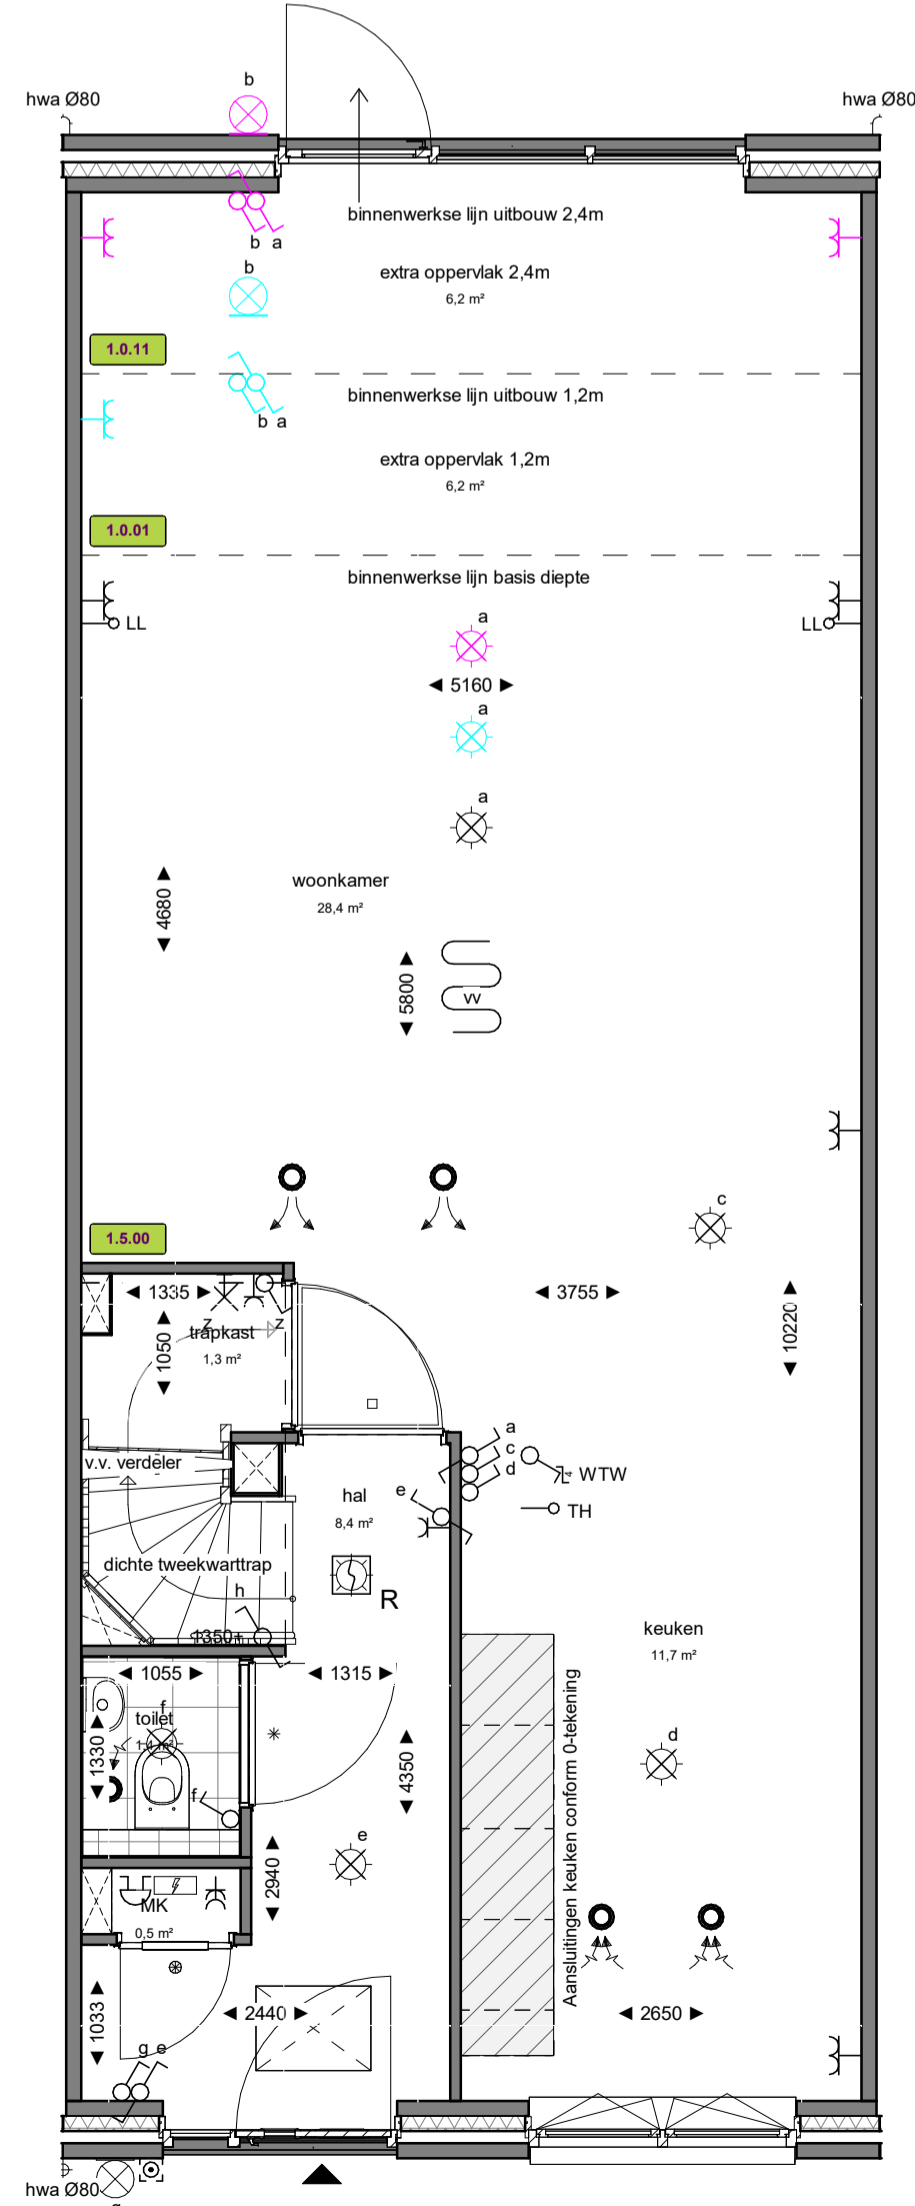 b
hwa Ø80
hwa Ø80
binnenwerkse lijn uitbouw 2,4m
b a
extra oppervlak 2,4m
6,2 m²
b
1.0.11
binnenwerkse lijn uitbouw 1,2m
b a
extra oppervlak 1,2m
6,2 m²
1.0.01
binnenwerkse lijn basis diepte
LL
LL
a
5160
a
a
woonkamer
28,4 m²
4680
5800
vv
c
1.5.00
1335
3755
10220
z
z
trapkast
1,3 m²
1050
a
c
d
v.v. verdeler
WTW
e
hal
8,4 m²
TH
dichte tweekwarttrap
h
R
1350+
keuken
11,7 m²
1055
1315
f
toilet
1,4 m²
1330
4350
d
f
Aansluitingen keuken conform 0-tekening
e
2940
MK
0,5 m²
1033
2440
2650
g e
hwa Ø80
g